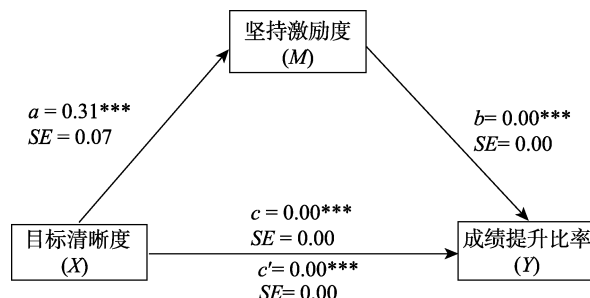 坚持激励度
(M)
a = 0.31***
SE = 0.07
b= 0.00***
SE= 0.00
c = 0.00***
SE = 0.00
目标清晰度
(X)
成绩提升比率
(Y)
c'= 0.00***
SE= 0.00